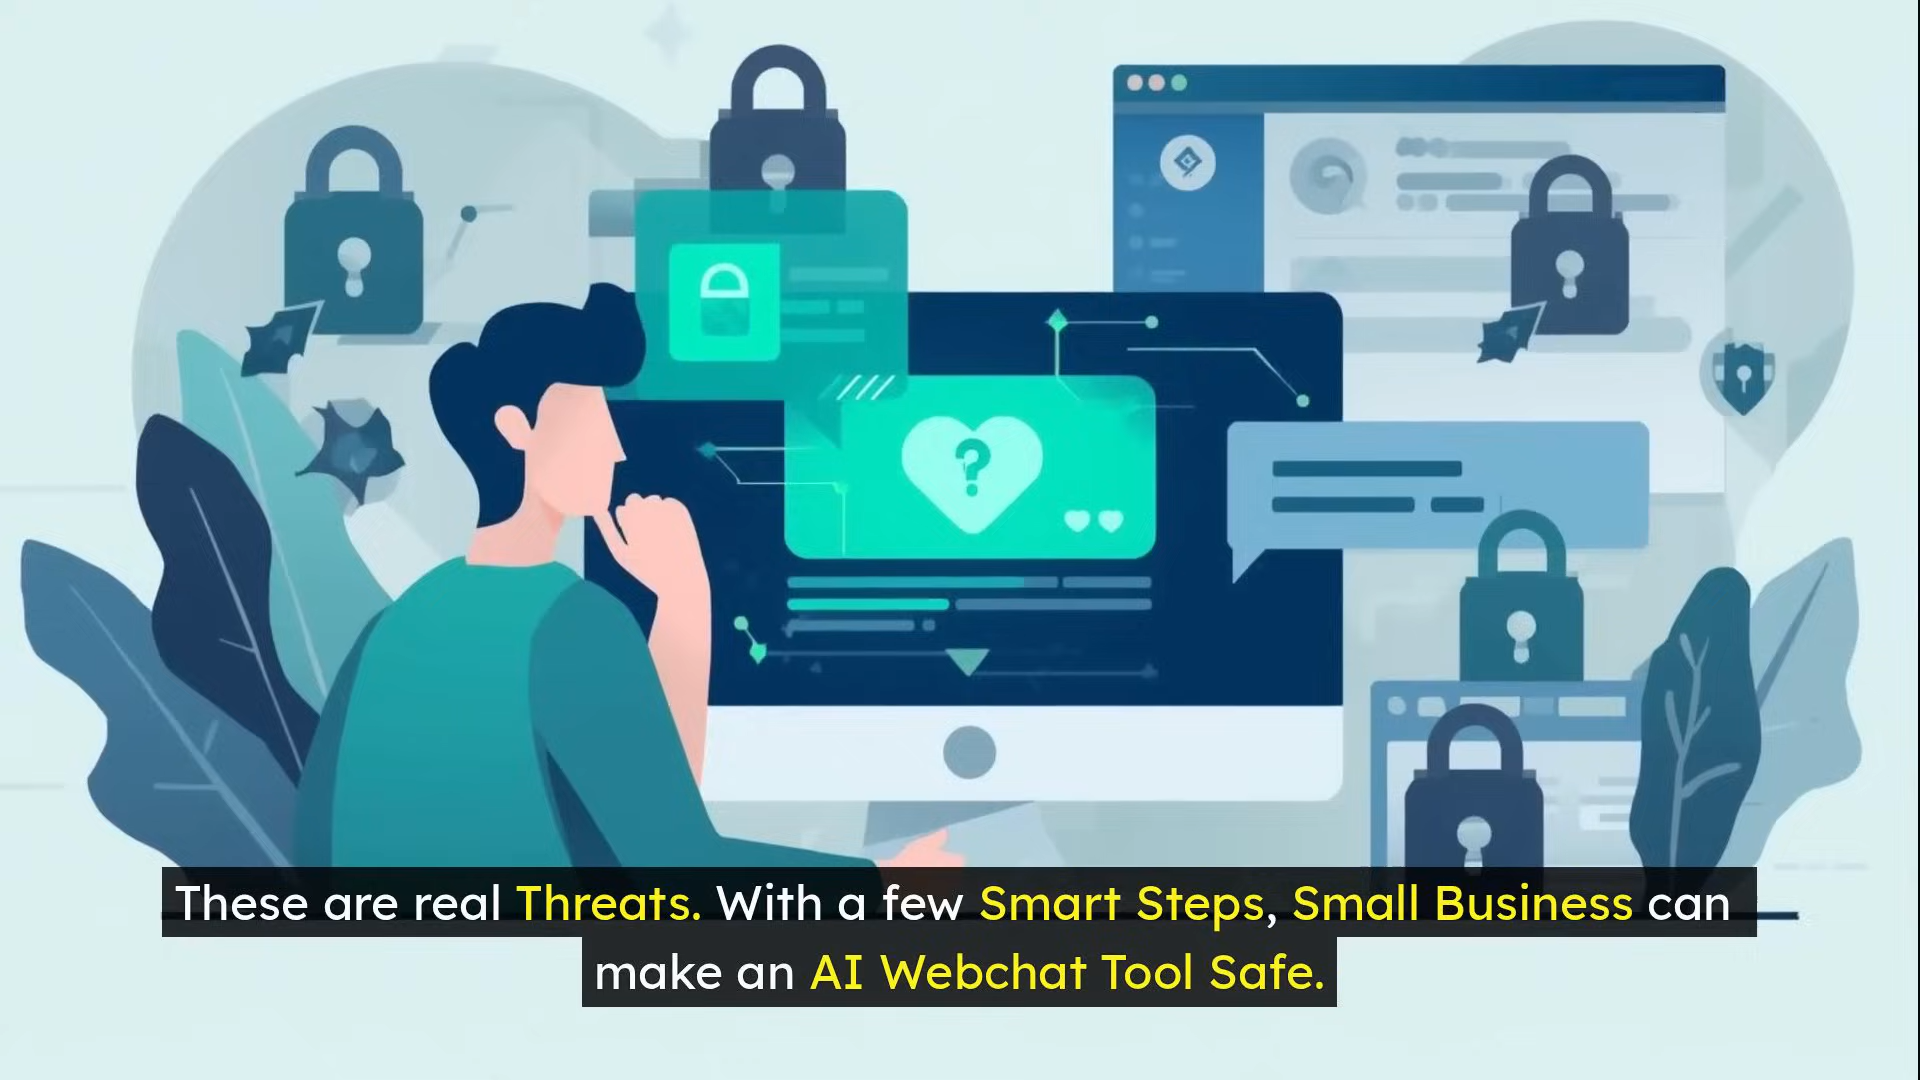 These are real Threats. With a few Smart Steps, Small Business can
make an AI Webchat Tool Safe.